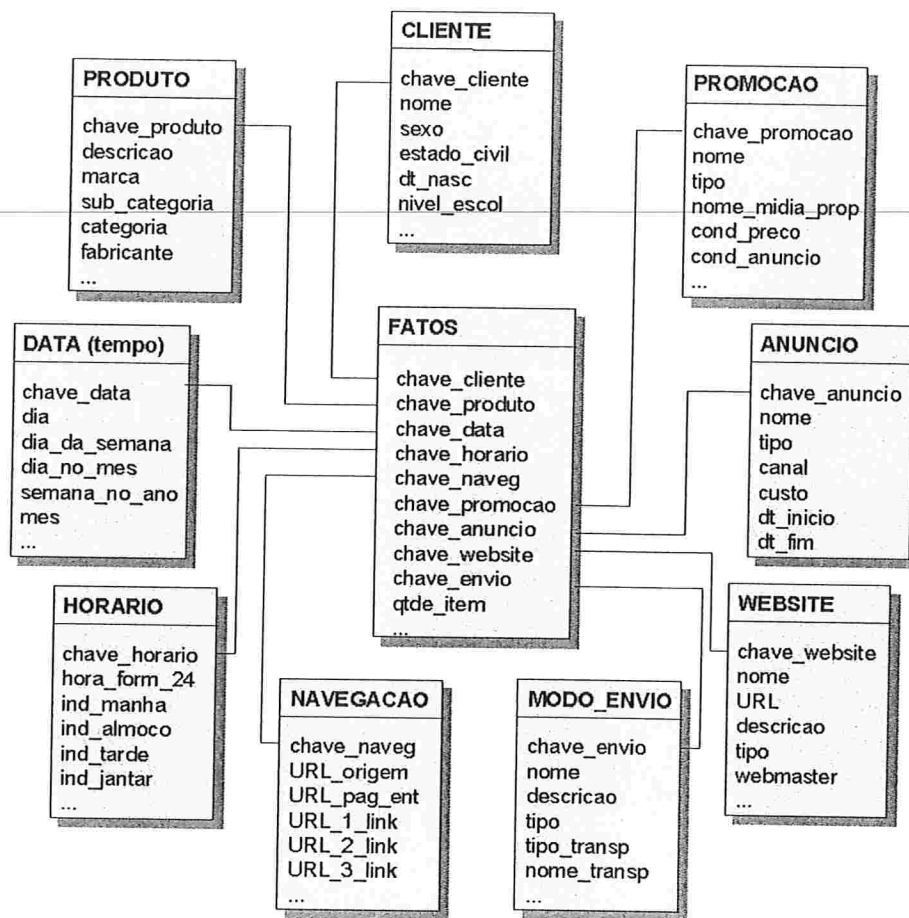 CLIENTE
chave_cliente
nome
sexo
estado_civil
dt_nasc
nivel_escol
...
PRODUTO
chave_produto
descricao
marca
sub_categoria
categoria
fabricante
...
PROMOCAO
chave_promocao
nome
tipo
nome_midia_prop
cond_preco
cond_anuncio
...
DATA (tempo)
chave_data
dia
dia_da_semana
dia_no_mes
semana_no_ano
mes
...
FATOS
chave_cliente
chave_produto
chave_data
chave_horario
chave_naveg
chave_promocao
chave_anuncio
chave_website
chave_envio
qtde_item
...
ANUNCIO
chave_anuncio
nome
tipo
canal
custo
dt_inicio
dt_fim
HORARIO
chave_horario
hora_form_24
ind_manha
ind_almoco
ind_tarde
ind_jantar
...
NAVEGACAO
chave_naveg
URL_origem
URL_pag_ent
URL_1_link
URL_2_link
URL_3_link
...
MODO_ENVIO
chave_envio
nome
descricao
tipo
tipo_transp
nome_transp
...
WEBSITE
chave_website
nome
URL
descricao
tipo
webmaster
...